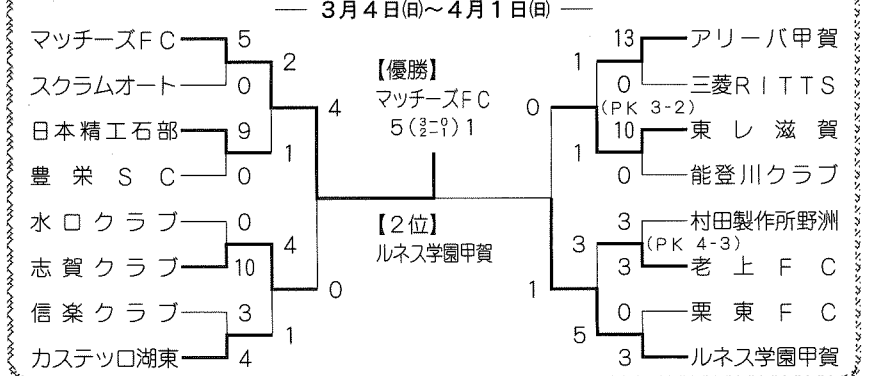 3月4日(日)～4月1日(日)
マッチーズFC 5
スクラムオート 0
2
日本精工石部 9
豊栄SC 0
1
4
水口クラブ 0
志賀クラブ 10
4
信楽クラブ 3
カステッロ湖東 4
1
0
【優勝】
マッチーズFC
5(3-0 2-1)1
【2位】
ルネス学園甲賀
13 アリーバ甲賀
0 三菱RITTS
1
(PK 3-2)
10 東レ滋賀
0 能登川クラブ
1
0
3 村田製作所野洲
(PK 4-3)
3 老上FC
3
0 栗東FC
3 ルネス学園甲賀
5
1